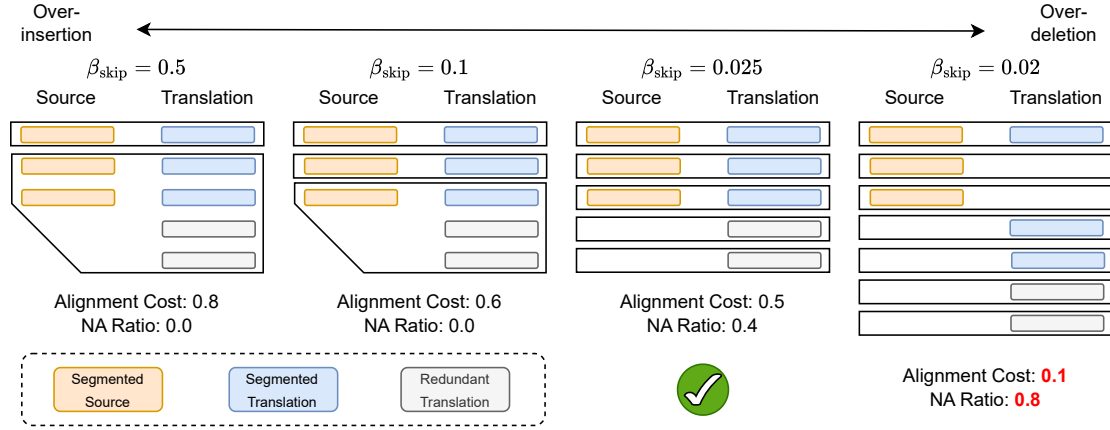 Over-
insertion
Over-
deletion
β_skip = 0.5
β_skip = 0.1
β_skip = 0.025
β_skip = 0.02
Source Translation
Source Translation
Source Translation
Source Translation
Alignment Cost: 0.8
NA Ratio: 0.0
Alignment Cost: 0.6
NA Ratio: 0.0
Alignment Cost: 0.5
NA Ratio: 0.4
Alignment Cost: 0.1
NA Ratio: 0.8
Segmented
Source
Segmented
Translation
Redundant
Translation